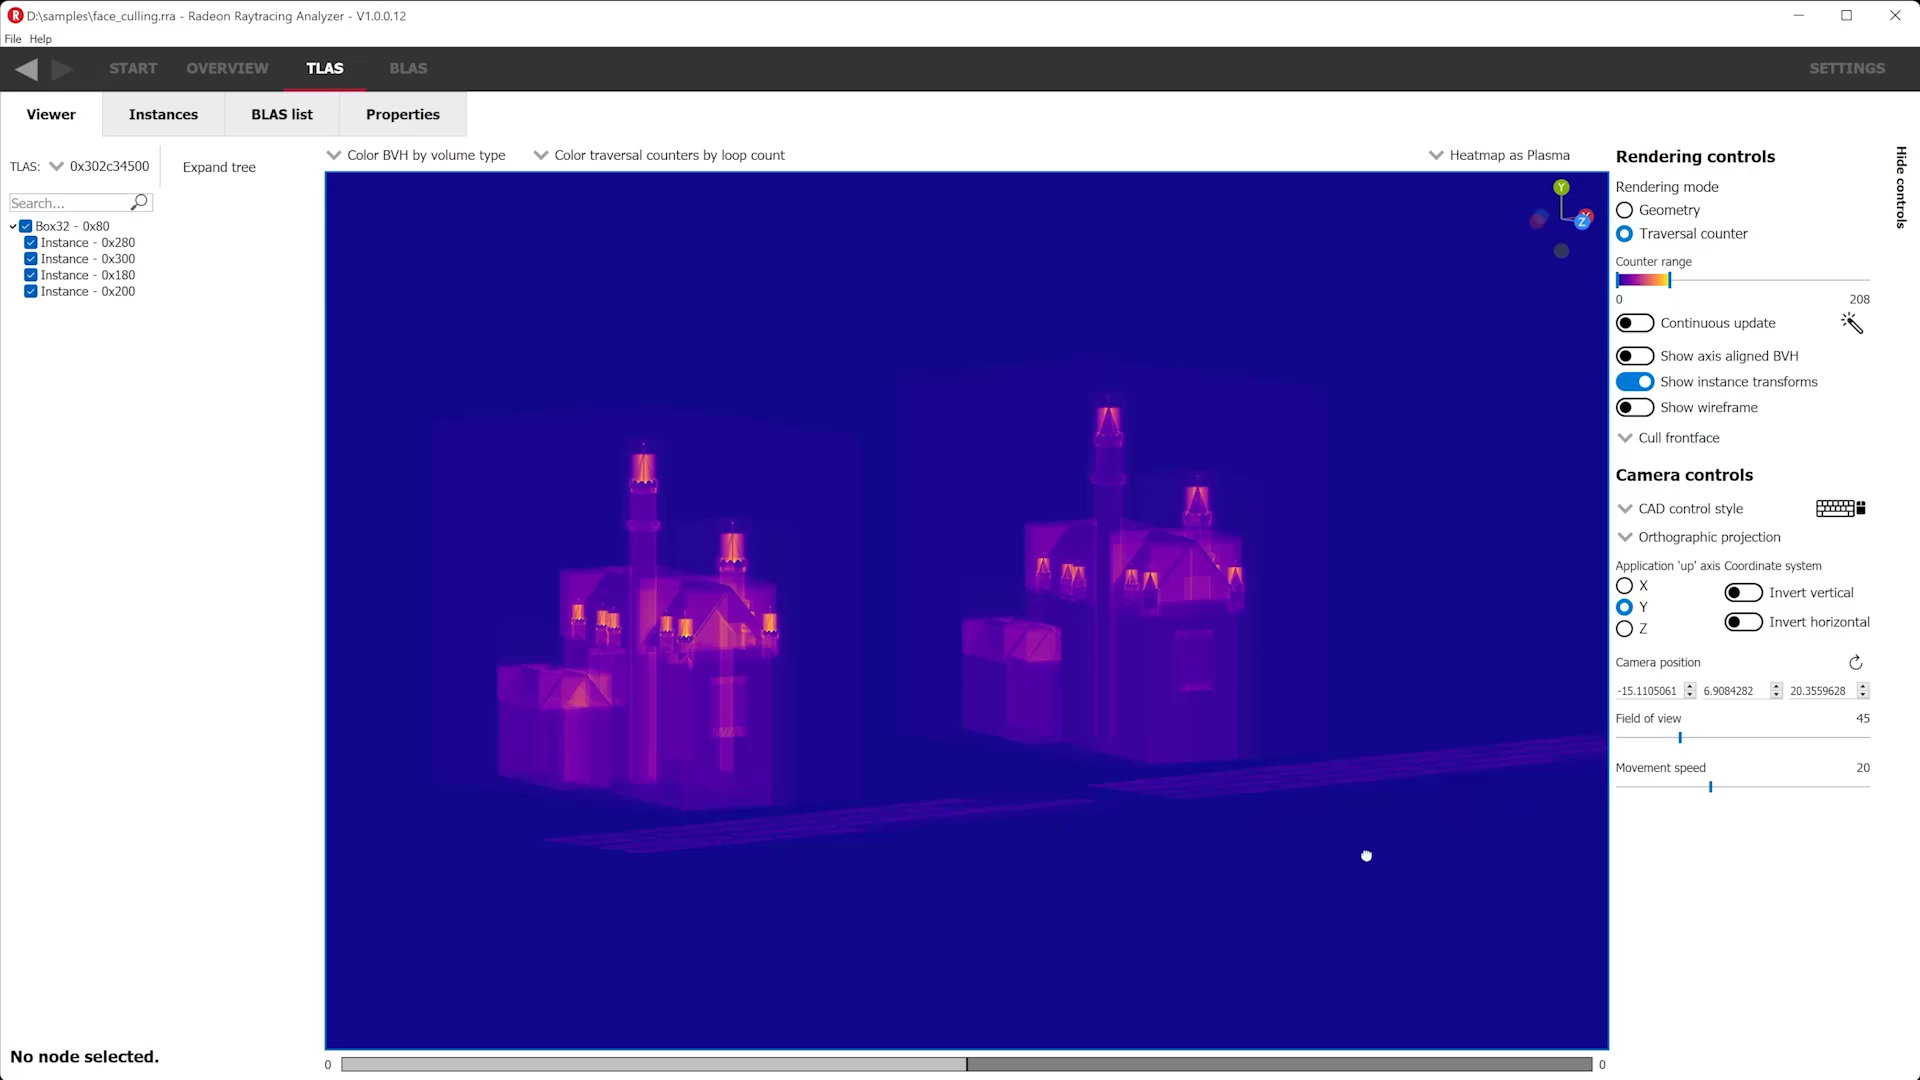 D:\samples\face_culling.rra - Radeon Raytracing Analyzer - V1.0.0.12
File Help
START OVERVIEW TLAS BLAS SETTINGS
Viewer Instances BLAS list Properties
TLAS: 0x302c34500 Expand tree
Color BVH by volume type Color traversal counters by loop count Heatmap as Plasma
Search...
Box32 - 0x80
Instance - 0x280
Instance - 0x300
Instance - 0x180
Instance - 0x200
Y
X
Z
Rendering controls
Hide controls
Rendering mode
Geometry
Traversal counter
Counter range
0 208
Continuous update
Show axis aligned BVH
Show instance transforms
Show wireframe
Cull frontface
Camera controls
CAD control style
Orthographic projection
Application 'up' axis Coordinate system
X Invert vertical
Y
Z Invert horizontal
Camera position
-15.1105061 6.9084282 20.3559628
Field of view 45
Movement speed 20
No node selected.
0 0